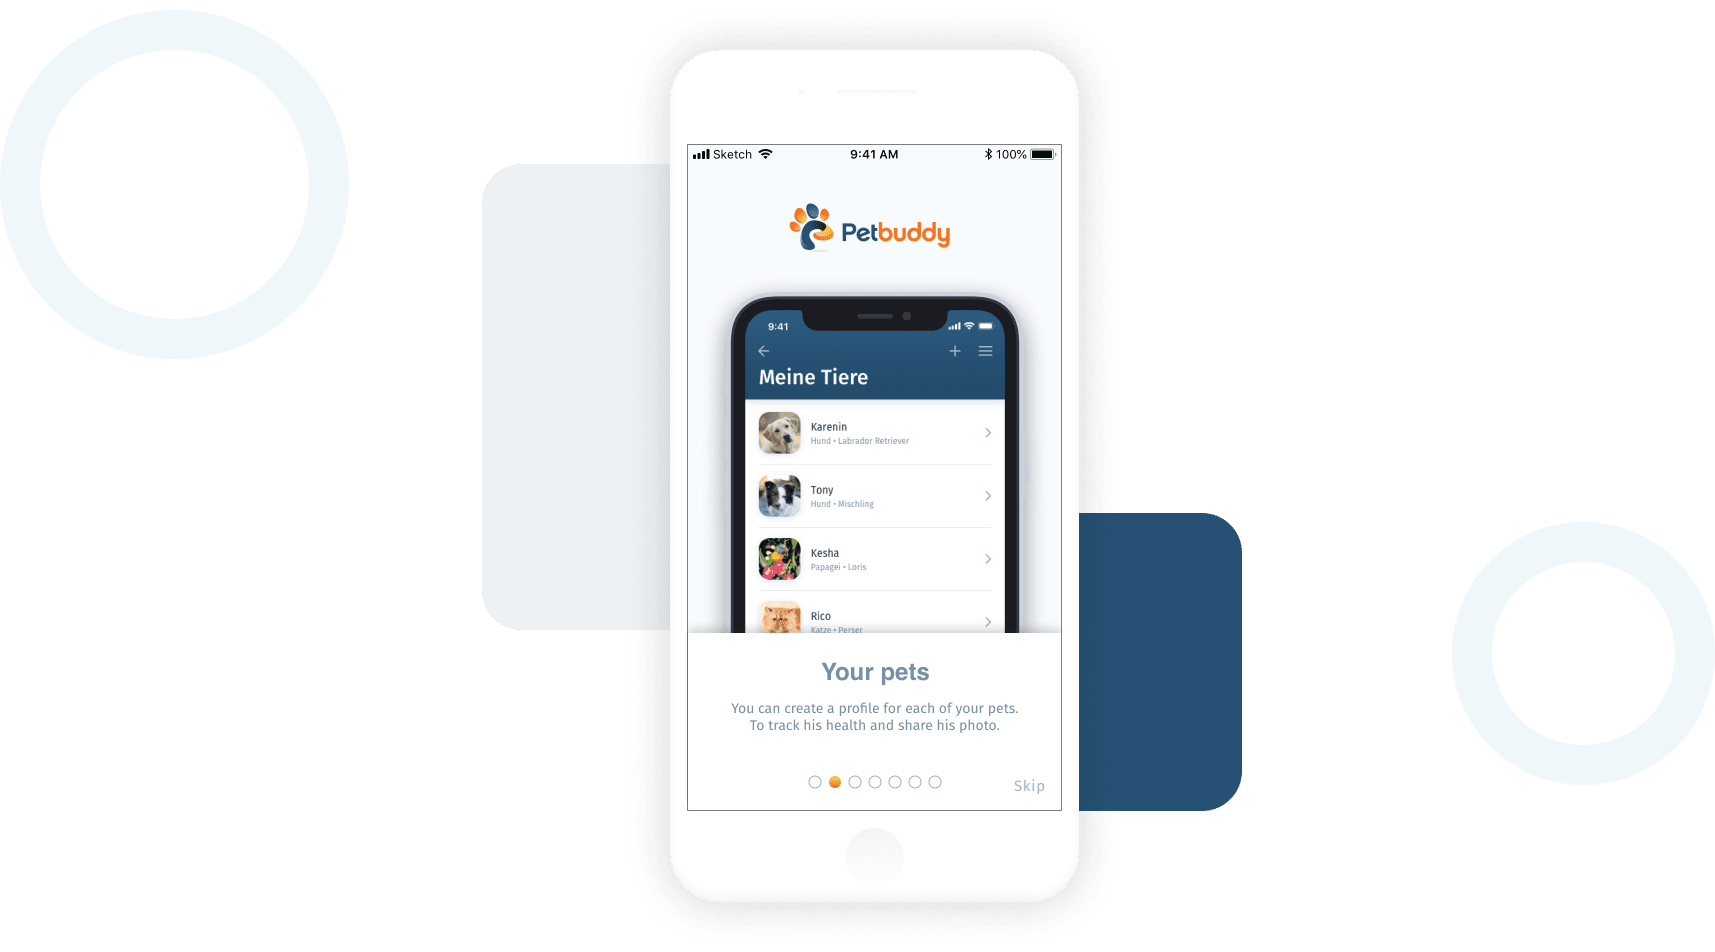 Sketch 9:41 AM 100%
Petbuddy
9:41
Meine Tiere
Karenin
Hund • Labrador Retriever
Tony
Hund • Mischling
Kesha
Papagei • Loris
Rico
Katze • Perser
Your pets
You can create a profile for each of your pets.
To track his health and share his photo.
Skip